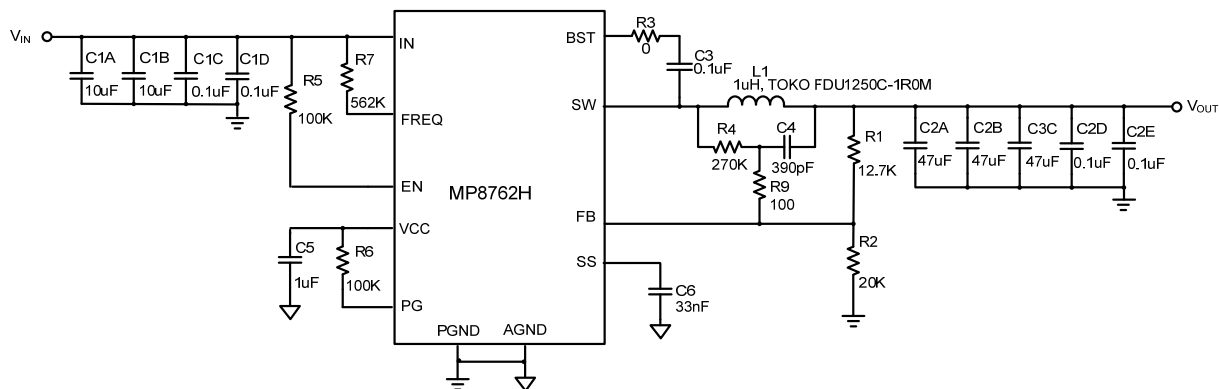 VIN
C1A
10uF
C1B
10uF
C1C
0.1uF
C1D
0.1uF
R5
100K
R7
562K
IN
FREQ
EN
VCC
PG
C5
1uF
R6
100K
MP8762H
PGND
AGND
BST
SW
FB
SS
R3
0
C3
0.1uF
L1
1uH, TOKO FDU1250C-1R0M
R4
270K
C4
390pF
R9
100
R1
12.7K
R2
20K
C6
33nF
C2A
47uF
C2B
47uF
C3C
47uF
C2D
0.1uF
C2E
0.1uF
VOUT